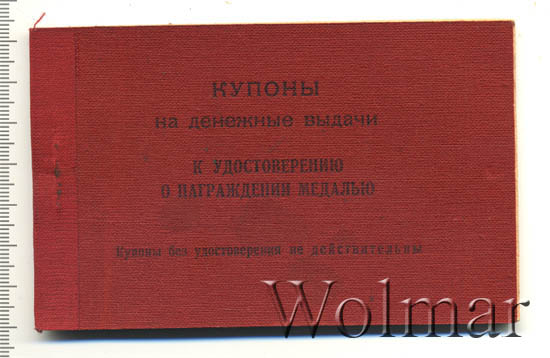 КУПОНЫ
на денежные выдачи
К УДОСТОВЕРЕНИЮ
О НАГРАЖДЕНИИ МЕДАЛЬЮ
Купоны без удостоверения не действительны
Wolmar